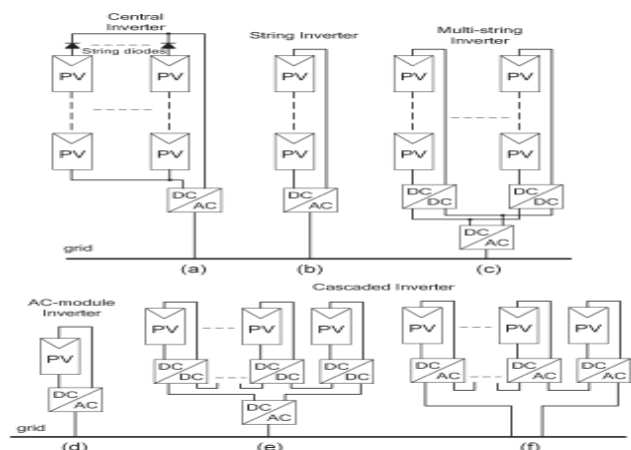 Central
Inverter
String diodes
PV PV
PV PV
DC
AC
(a)
String Inverter
PV
PV
DC
AC
(b)
Multi-string
Inverter
PV PV
PV PV
DC
DC
DC
DC
DC
AC
(c)
grid
AC-module
Inverter
PV
DC
AC
(d)
Cascaded Inverter
PV PV PV
DC
DC
DC
DC
DC
DC
DC
AC
(e)
PV PV PV
DC
AC
DC
AC
DC
AC
(f)
grid